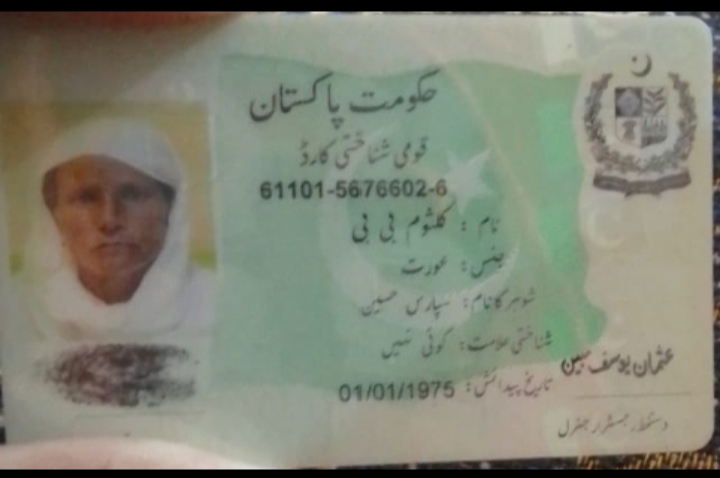 حکومت پاکستان
قومی شناختی کارڈ
61101-5676602-6
نام : کلثوم بی بی
جنس : عورت
شوہر کا نام : سپارس حسین
شناختی علامت : کوئی نہیں
تاریخ پیدائش : 01/01/1975
عثمان یوسف مبین
دستخط رجسٹرار جنرل